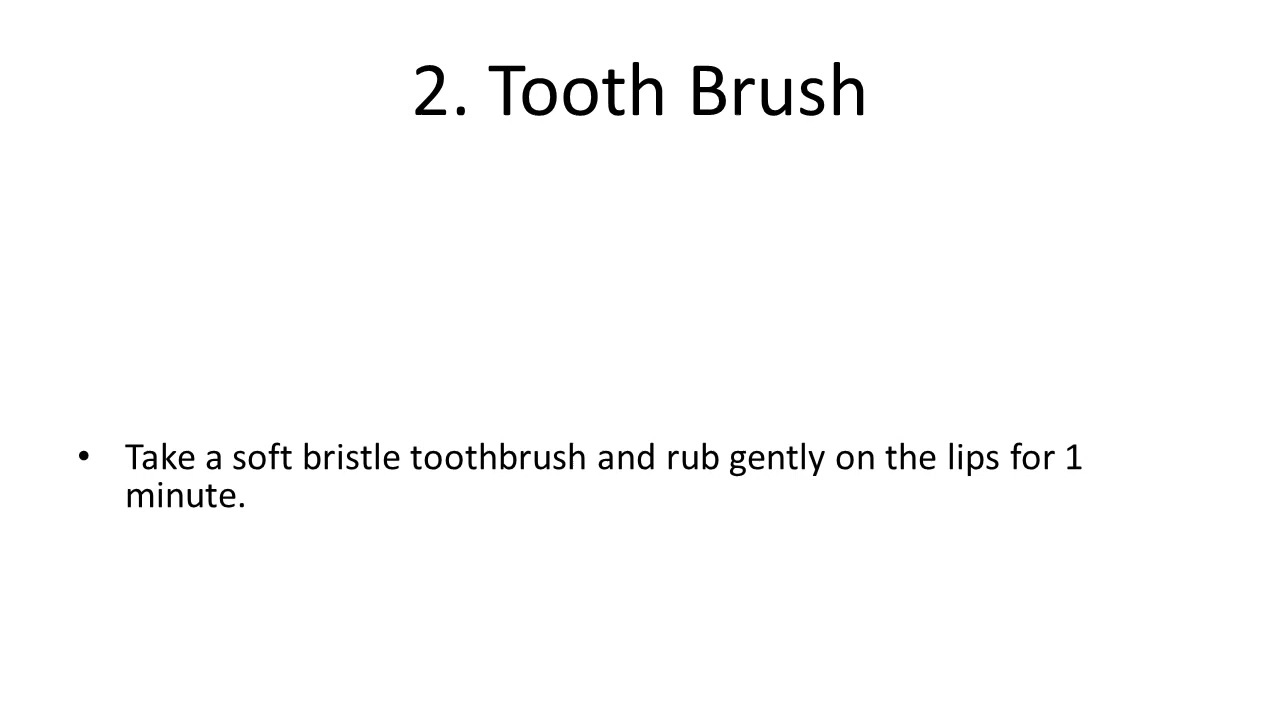 2. Tooth Brush
• Take a soft bristle toothbrush and rub gently on the lips for 1
minute.